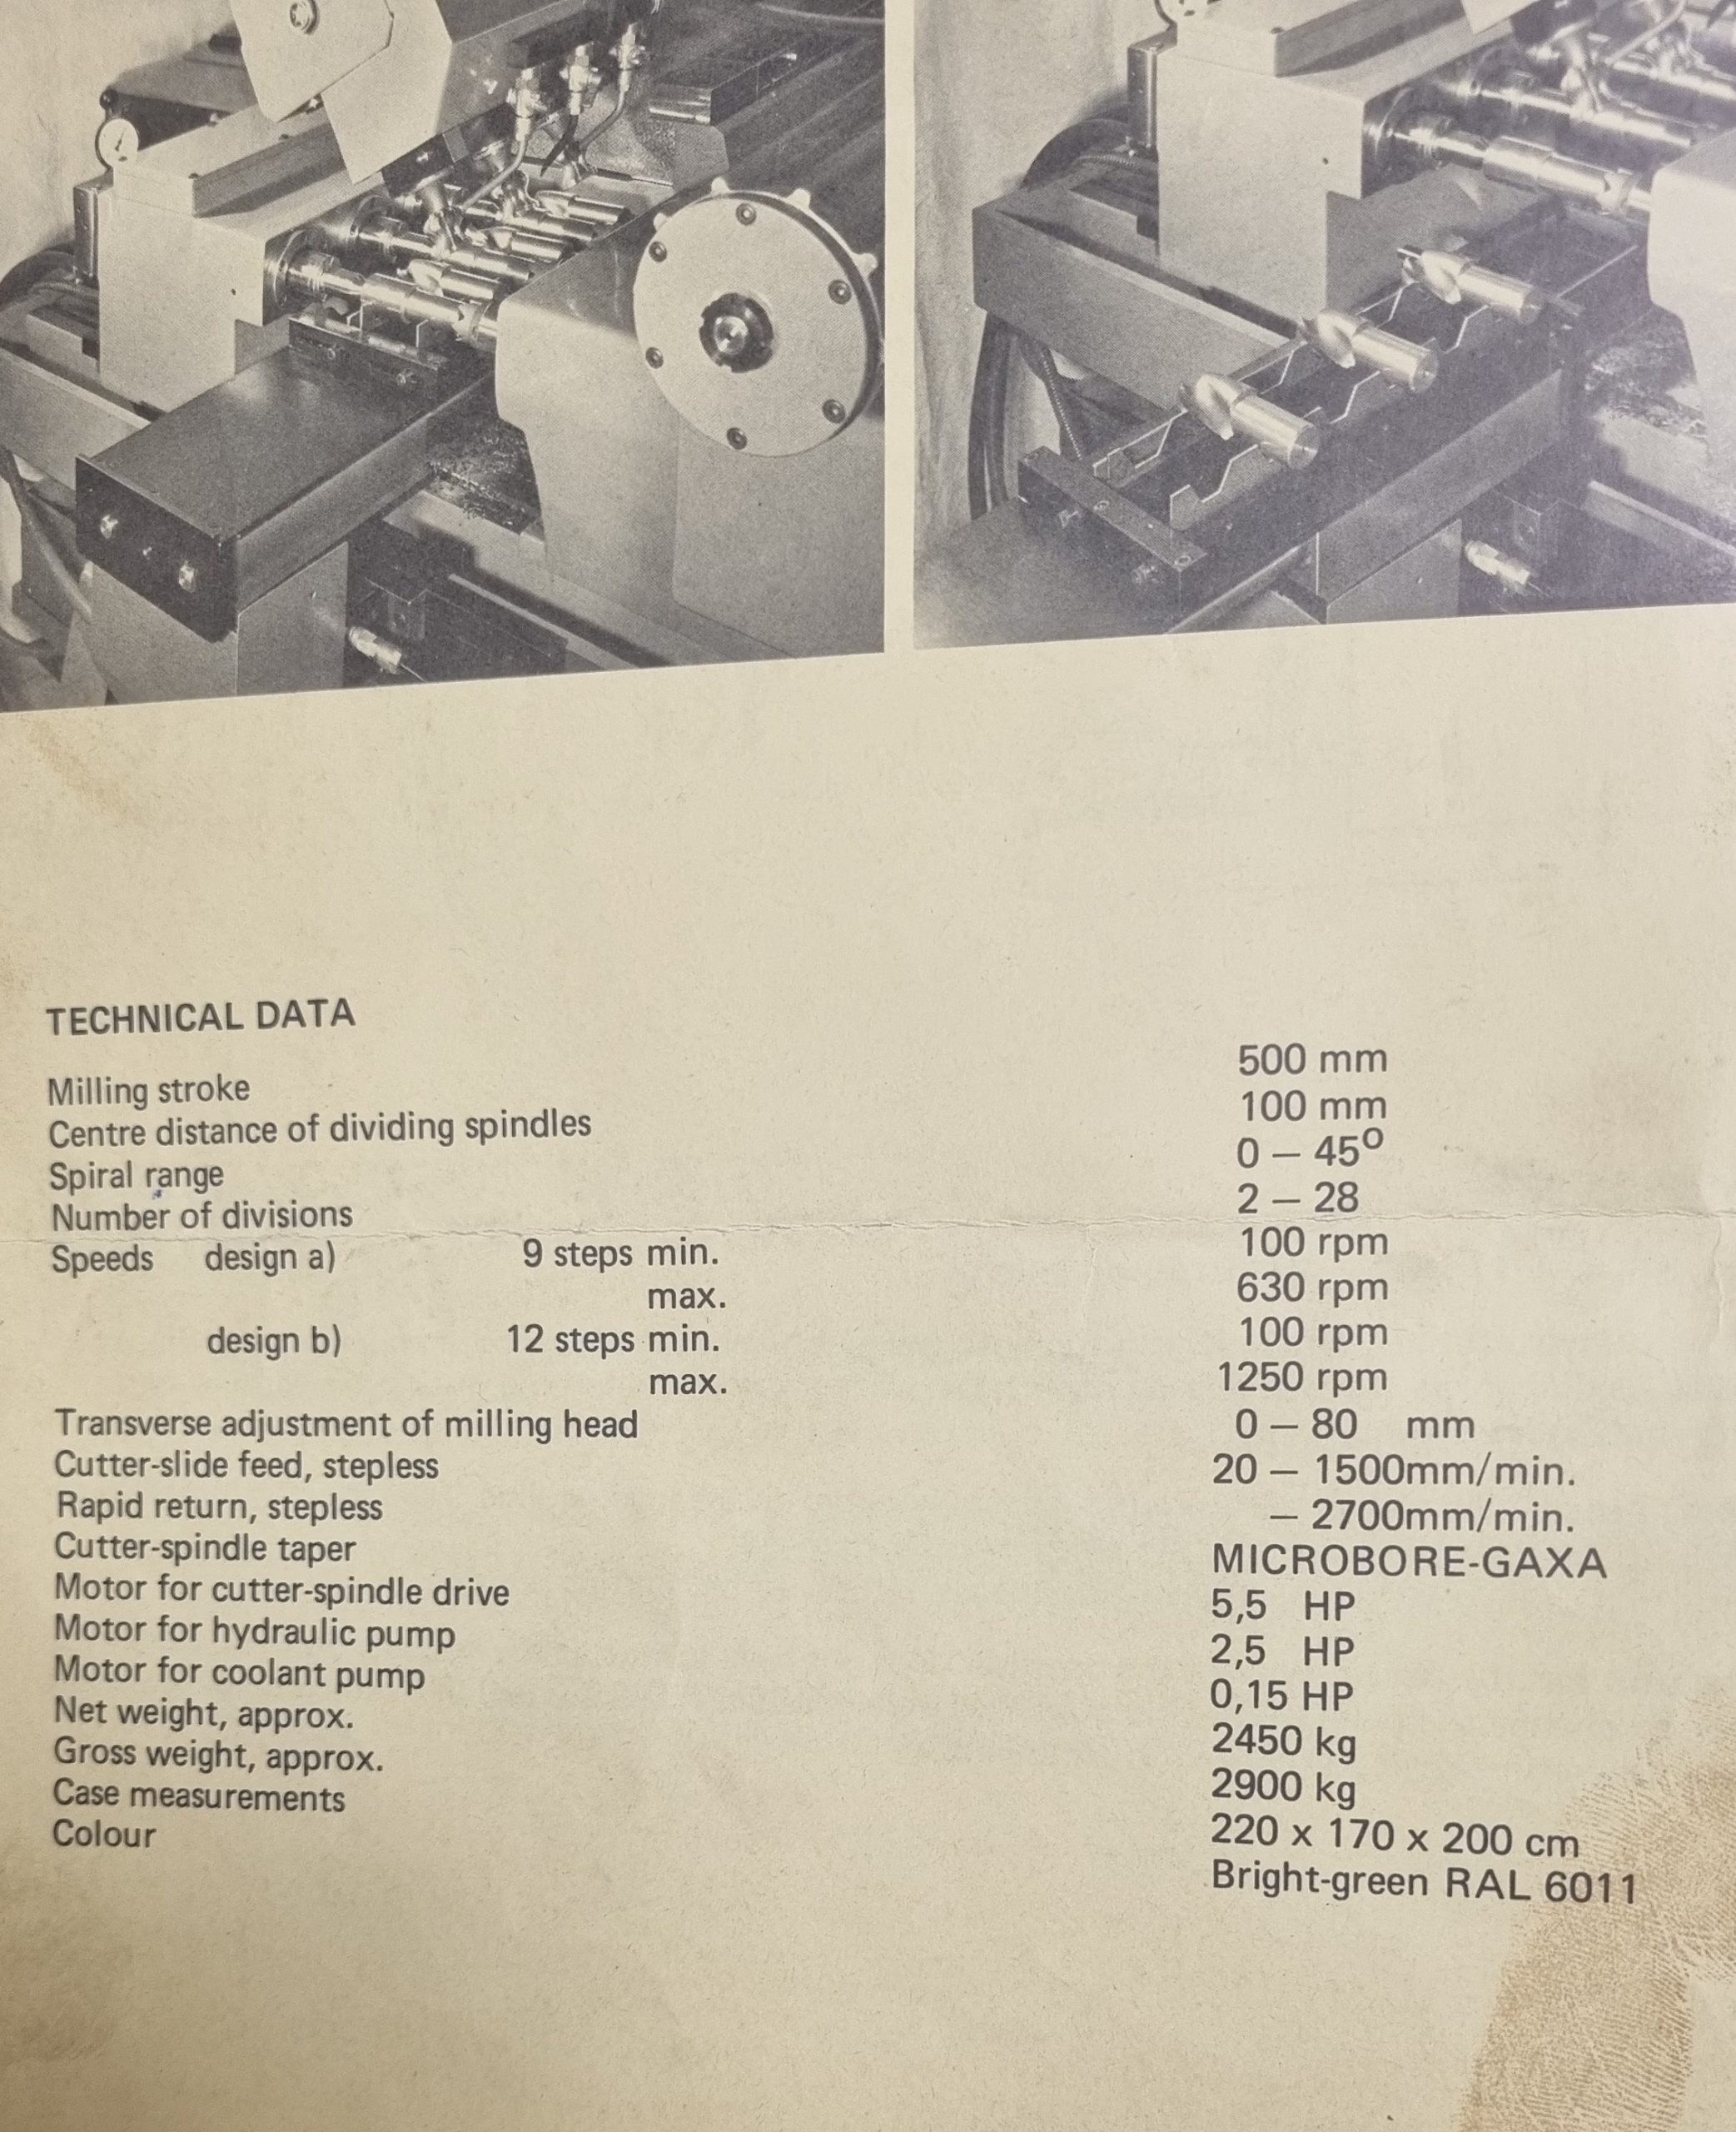 TECHNICAL DATA
Milling stroke 500 mm
Centre distance of dividing spindles 100 mm
Spiral range 0 – 45º
Number of divisions 2 – 28
Speeds design a) 9 steps min. 100 rpm
max. 630 rpm
design b) 12 steps min. 100 rpm
max. 1250 rpm
Transverse adjustment of milling head 0 – 80 mm
Cutter-slide feed, stepless 20 – 1500mm/min.
Rapid return, stepless – 2700mm/min.
Cutter-spindle taper MICROBORE-GAXA
Motor for cutter-spindle drive 5,5 HP
Motor for hydraulic pump 2,5 HP
Motor for coolant pump 0,15 HP
Net weight, approx. 2450 kg
Gross weight, approx. 2900 kg
Case measurements 220 x 170 x 200 cm
Colour Bright-green RAL 6011